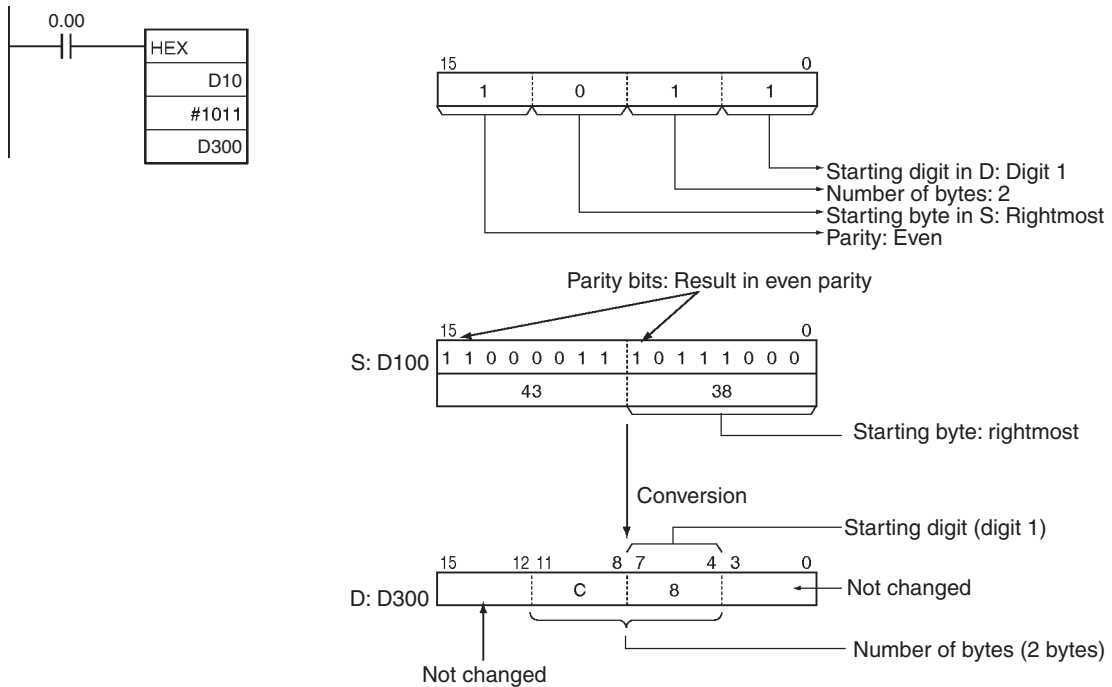 0.00
HEX
D10
#1011
D300
15 0
1 0 1 1
Starting digit in D: Digit 1
Number of bytes: 2
Starting byte in S: Rightmost
Parity: Even
Parity bits: Result in even parity
15 0
S: D100 1 1 0 0 0 0 1 1 1 0 1 1 1 0 0 0
43 38
Starting byte: rightmost
Conversion
Starting digit (digit 1)
15 12 11 8 7 4 3 0
D: D300 C 8 Not changed
Number of bytes (2 bytes)
Not changed